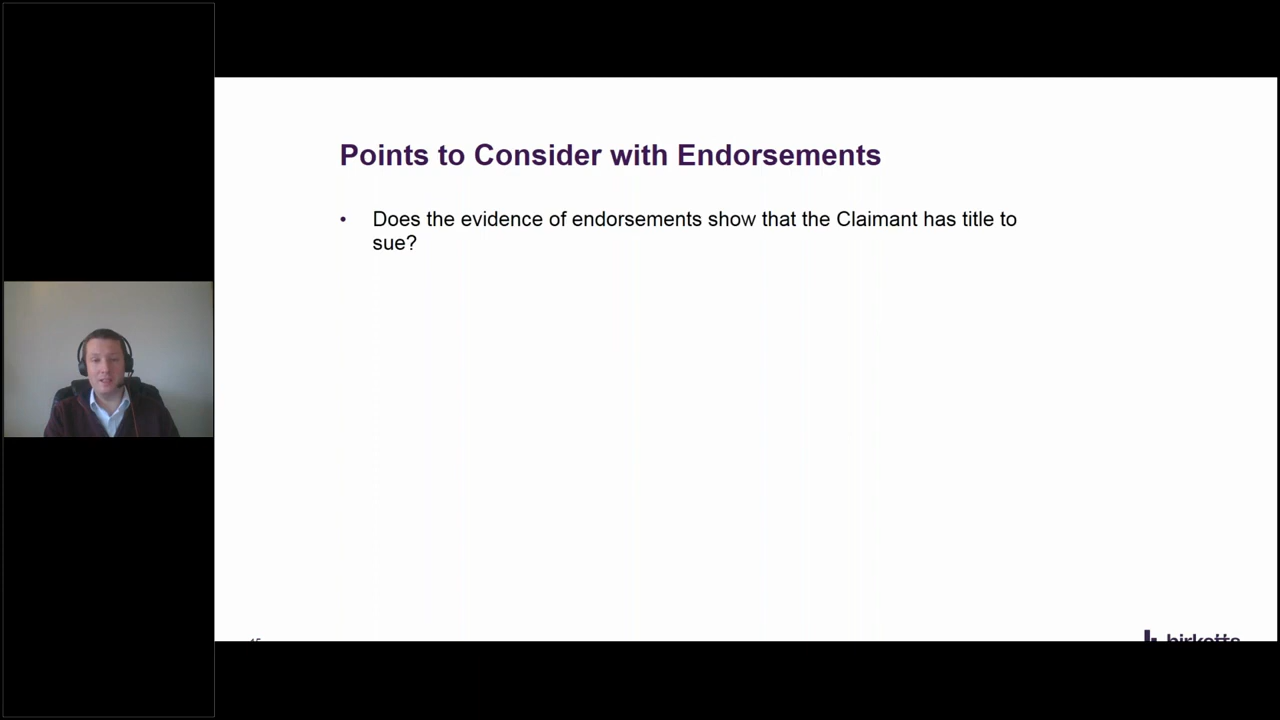 Points to Consider with Endorsements
• Does the evidence of endorsements show that the Claimant has title to
sue?
birketts